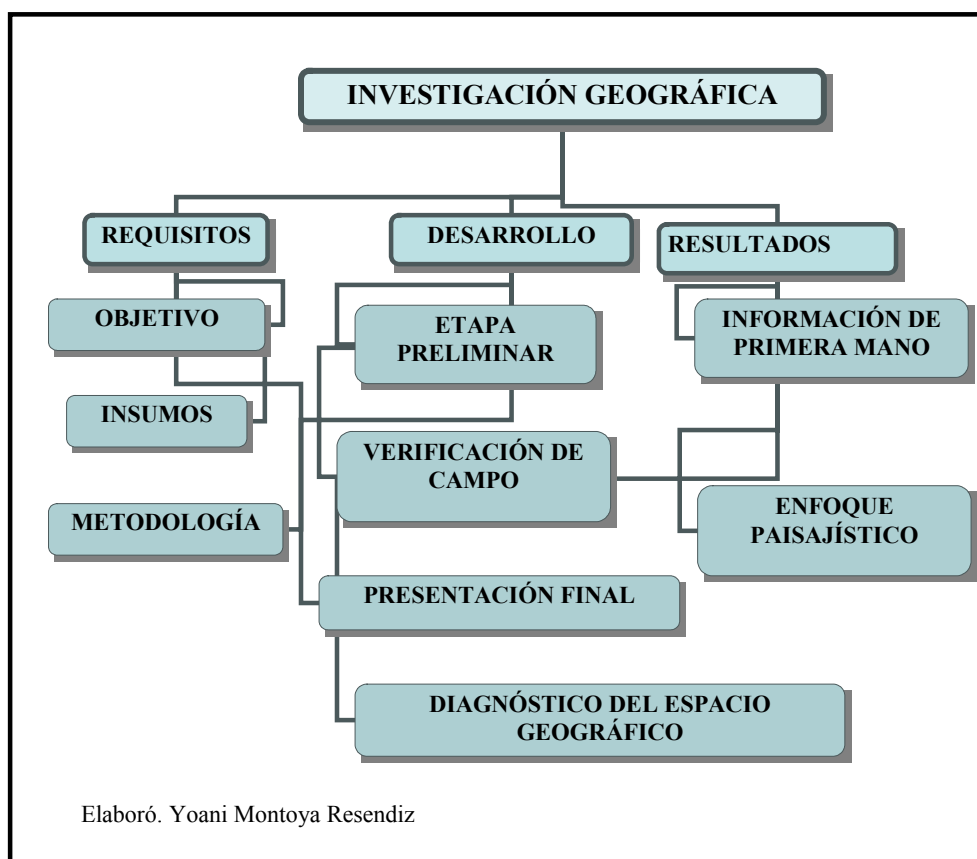 INVESTIGACIÓN GEOGRÁFICA
REQUISITOS
DESARROLLO
RESULTADOS
OBJETIVO
ETAPA
PRELIMINAR
INFORMACIÓN DE
PRIMERA MANO
INSUMOS
VERIFICACIÓN DE
CAMPO
METODOLOGÍA
ENFOQUE
PAISAJÍSTICO
PRESENTACIÓN FINAL
DIAGNÓSTICO DEL ESPACIO
GEOGRÁFICO
Elaboró. Yoani Montoya Resendiz